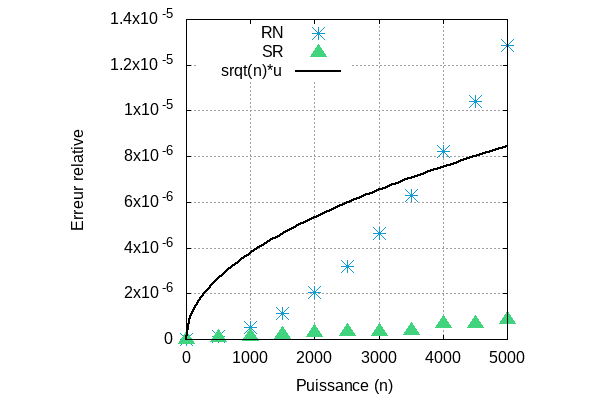 1.4x10 -5
1.2x10 -5
1x10 -5
8x10 -6
6x10 -6
4x10 -6
2x10 -6
0
Erreur relative
RN
SR
srqt(n)*u
0 1000 2000 3000 4000 5000
Puissance (n)